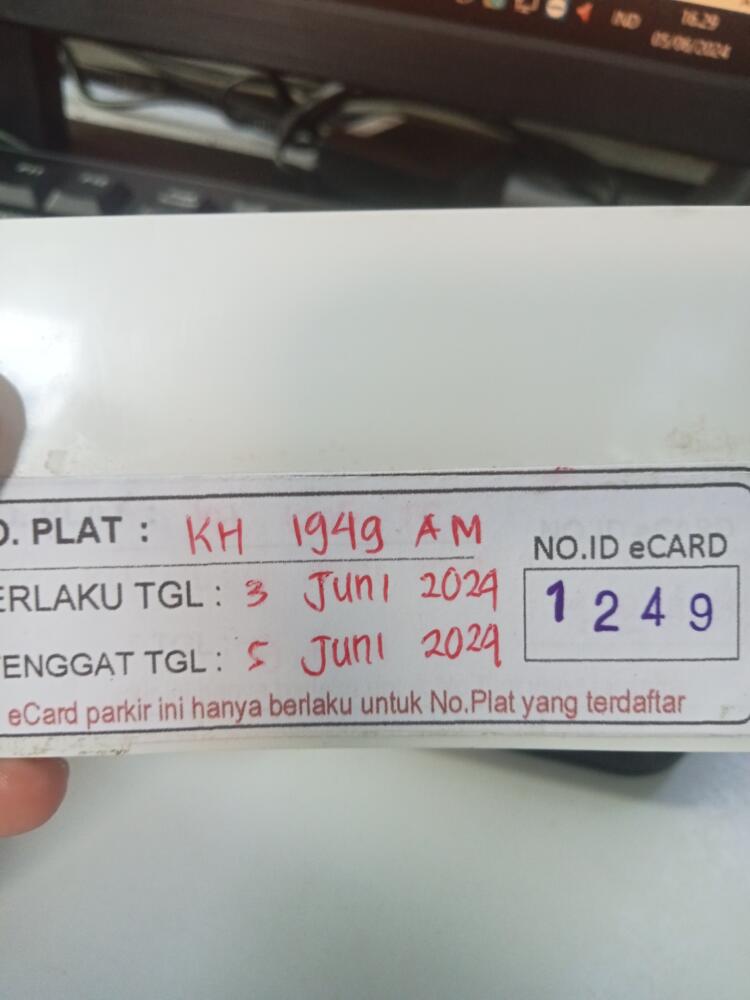 IND 16.29
05/06/2024
O. PLAT : KH 1949 AM
ERLAKU TGL : 3 Juni 2024
ENGGAT TGL : 5 Juni 2024
NO.ID eCARD
1249
eCard parkir ini hanya berlaku untuk No.Plat yang terdaftar